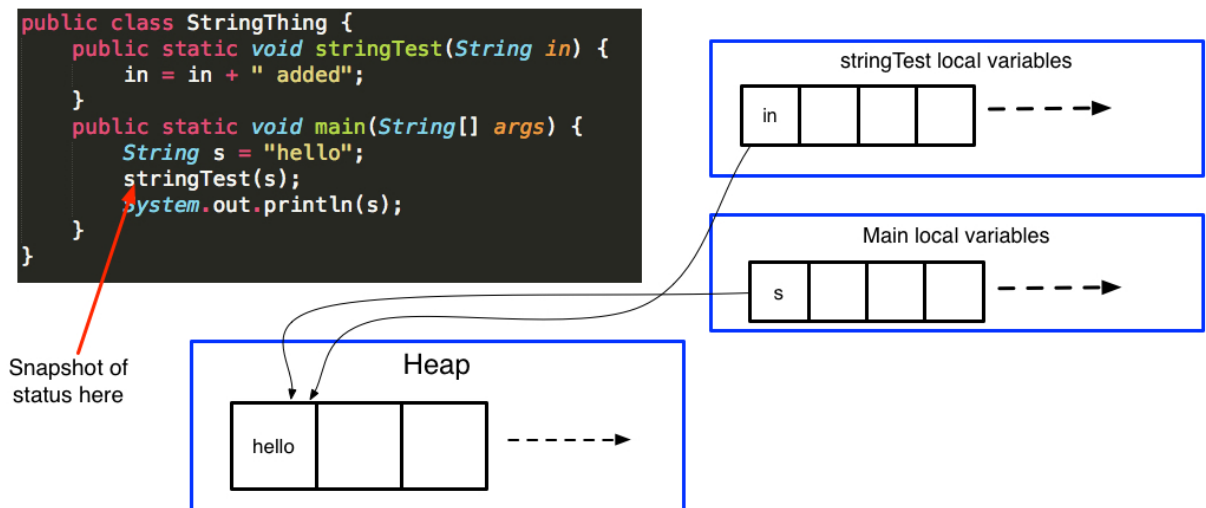 public class StringThing {
    public static void stringTest(String in) {
        in = in + " added";
    }
    public static void main(String[] args) {
        String s = "hello";
        stringTest(s);
        System.out.println(s);
    }
}
Snapshot of
status here
stringTest local variables
in
Main local variables
s
Heap
hello